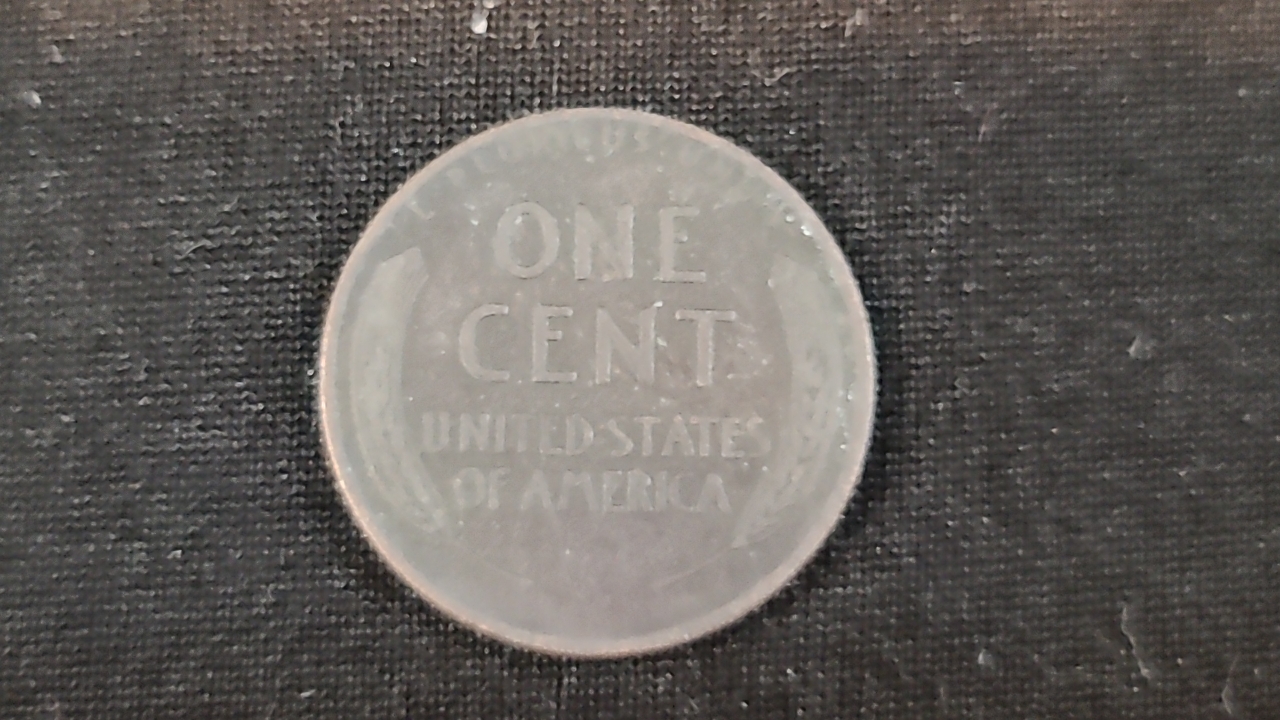 ONE
CENT
UNITED·STATES
OF AMERICA